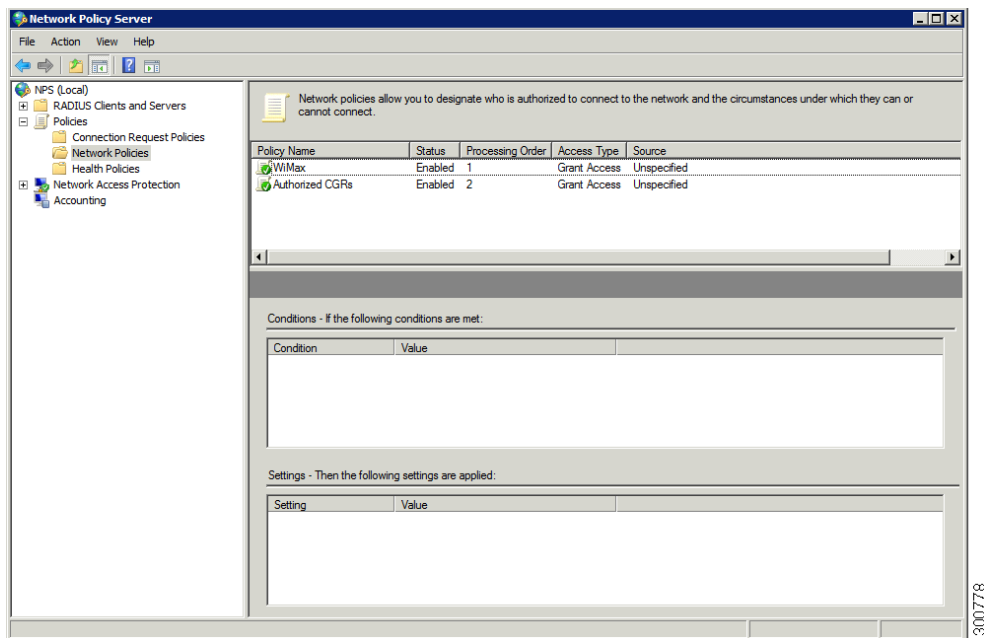 Network Policy Server
File Action View Help
NPS (Local)
RADIUS Clients and Servers
Policies
Connection Request Policies
Network Policies
Health Policies
Network Access Protection
Accounting
Network policies allow you to designate who is authorized to connect to the network and the circumstances under which they can or
cannot connect.
Policy Name Status Processing Order Access Type Source
WiMax Enabled 1 Grant Access Unspecified
Authorized CGRs Enabled 2 Grant Access Unspecified
Conditions - If the following conditions are met:
Condition Value
Settings - Then the following settings are applied:
Setting Value
300778